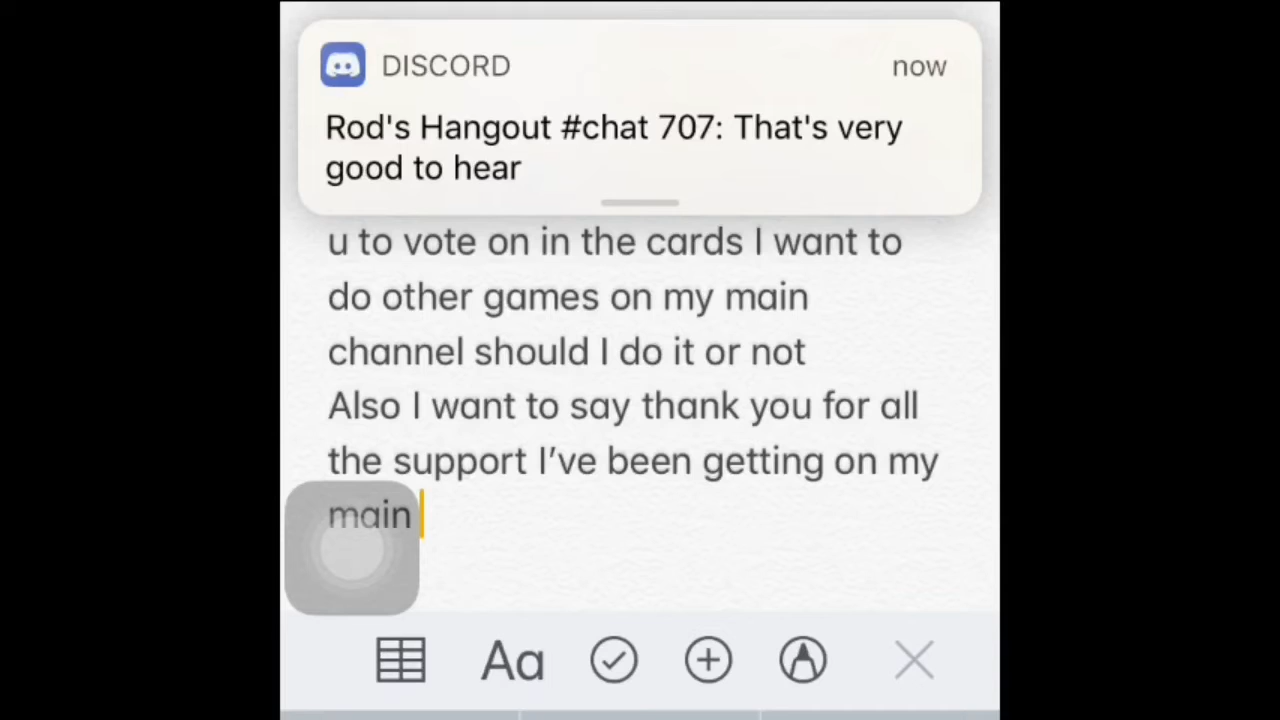 DISCORD now
Rod's Hangout #chat 707: That's very
good to hear
u to vote on in the cards I want to
do other games on my main
channel should I do it or not
Also I want to say thank you for all
the support I’ve been getting on my
main
Aa